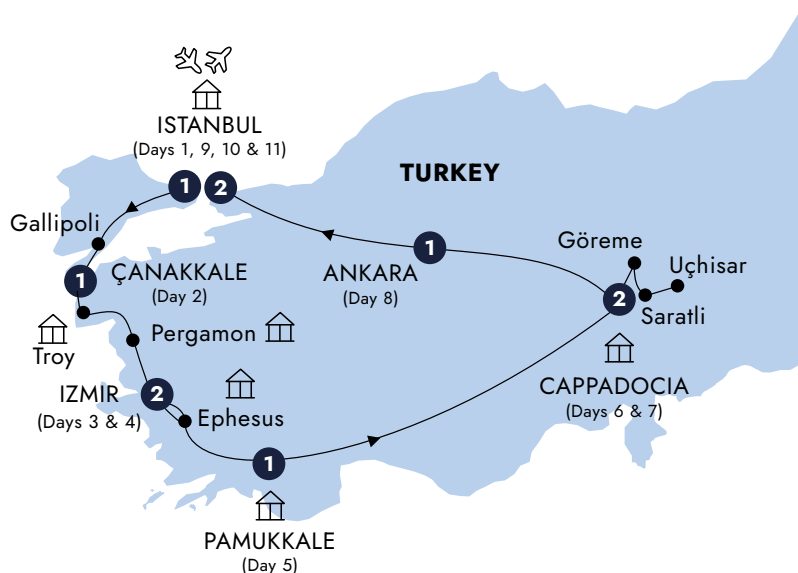 ISTANBUL
(Days 1, 9, 10 & 11)
TURKEY
1
2
Gallipoli
1
ÇANAKKALE
(Day 2)
1
ANKARA
(Day 8)
Göreme
Uçhisar
2
Saratli
Troy
Pergamon
IZMIR
(Days 3 & 4)
2
Ephesus
CAPPADOCIA
(Days 6 & 7)
1
PAMUKKALE
(Day 5)